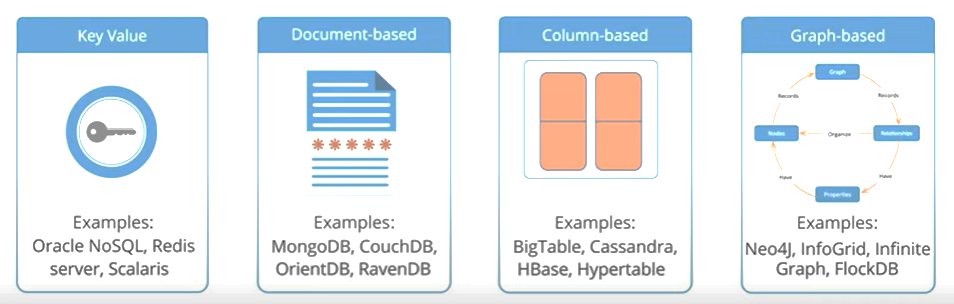 Key Value
Examples:
Oracle NoSQL, Redis
server, Scalaris
Document-based
Examples:
MongoDB, CouchDB,
OrientDB, RavenDB
Column-based
Examples:
BigTable, Cassandra,
HBase, Hypertable
Graph-based
Graph
Records
Records
Nodes
Organize
Relationships
Have
Have
Properties
Examples:
Neo4J, InfoGrid, Infinite
Graph, FlockDB